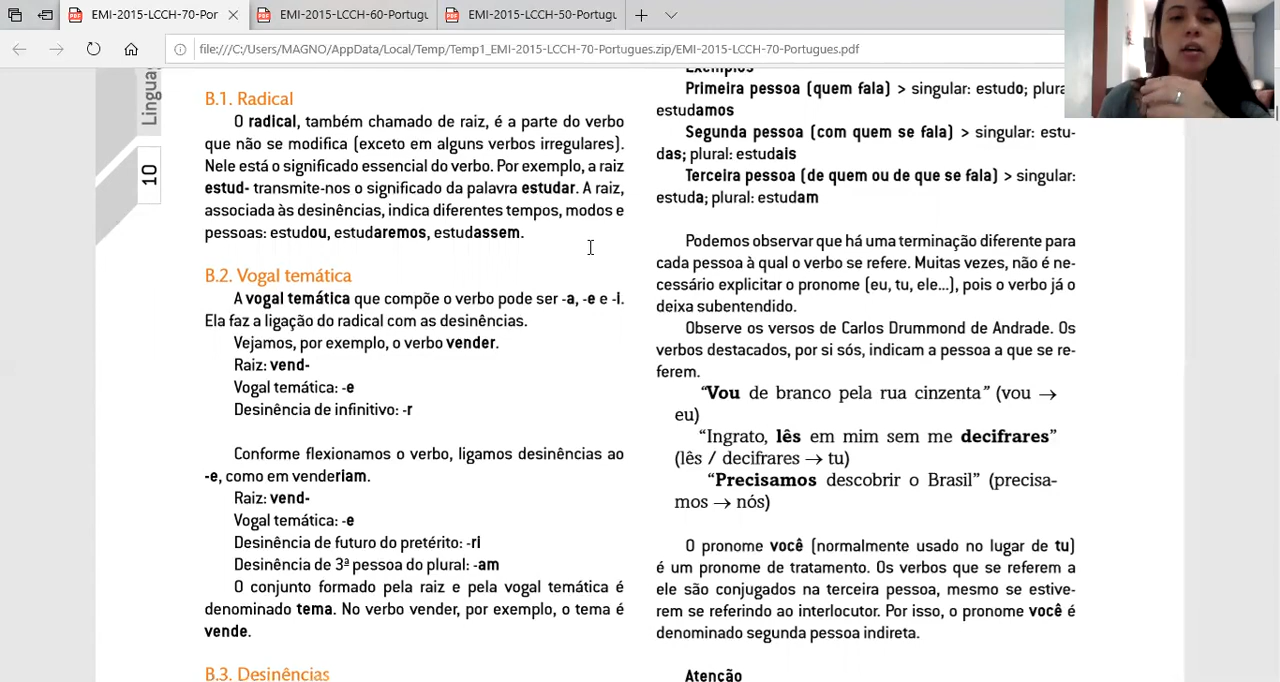 EMI-2015-LCCH-70-Por
EMI-2015-LCCH-60-Portugu
EMI-2015-LCCH-50-Portugu
file:///C:/Users/MAGNO/AppData/Local/Temp/Temp1_EMI-2015-LCCH-70-Portugues.zip/EMI-2015-LCCH-70-Portugues.pdf
Lingua
10
B.1. Radical
O radical, também chamado de raiz, é a parte do verbo
que não se modifica (exceto em alguns verbos irregulares).
Nele está o significado essencial do verbo. Por exemplo, a raiz
estud- transmite-nos o significado da palavra estudar. A raiz,
associada às desinências, indica diferentes tempos, modos e
pessoas: estudou, estudaremos, estudassem.
B.2. Vogal temática
A vogal temática que compõe o verbo pode ser -a, -e e -i.
Ela faz a ligação do radical com as desinências.
Vejamos, por exemplo, o verbo vender.
Raiz: vend-
Vogal temática: -e
Desinência de infinitivo: -r
Conforme flexionamos o verbo, ligamos desinências ao
-e, como em venderiam.
Raiz: vend-
Vogal temática: -e
Desinência de futuro do pretérito: -ri
Desinência de 3ª pessoa do plural: -am
O conjunto formado pela raiz e pela vogal temática é
denominado tema. No verbo vender, por exemplo, o tema é
vende.
B.3. Desinências
Exemplos
Primeira pessoa (quem fala) > singular: estudo; plura
estudamos
Segunda pessoa (com quem se fala) > singular: estu-
das; plural: estudais
Terceira pessoa (de quem ou de que se fala) > singular:
estuda; plural: estudam
Podemos observar que há uma terminação diferente para
cada pessoa à qual o verbo se refere. Muitas vezes, não é ne-
cessário explicitar o pronome (eu, tu, ele...), pois o verbo já o
deixa subentendido.
Observe os versos de Carlos Drummond de Andrade. Os
verbos destacados, por si sós, indicam a pessoa a que se re-
ferem.
“Vou de branco pela rua cinzenta” (vou →
eu)
“Ingrato, lês em mim sem me decifrares”
(lês / decifrares → tu)
“Precisamos descobrir o Brasil” (precisa-
mos → nós)
O pronome você (normalmente usado no lugar de tu)
é um pronome de tratamento. Os verbos que se referem a
ele são conjugados na terceira pessoa, mesmo se estive-
rem se referindo ao interlocutor. Por isso, o pronome você é
denominado segunda pessoa indireta.
Atenção